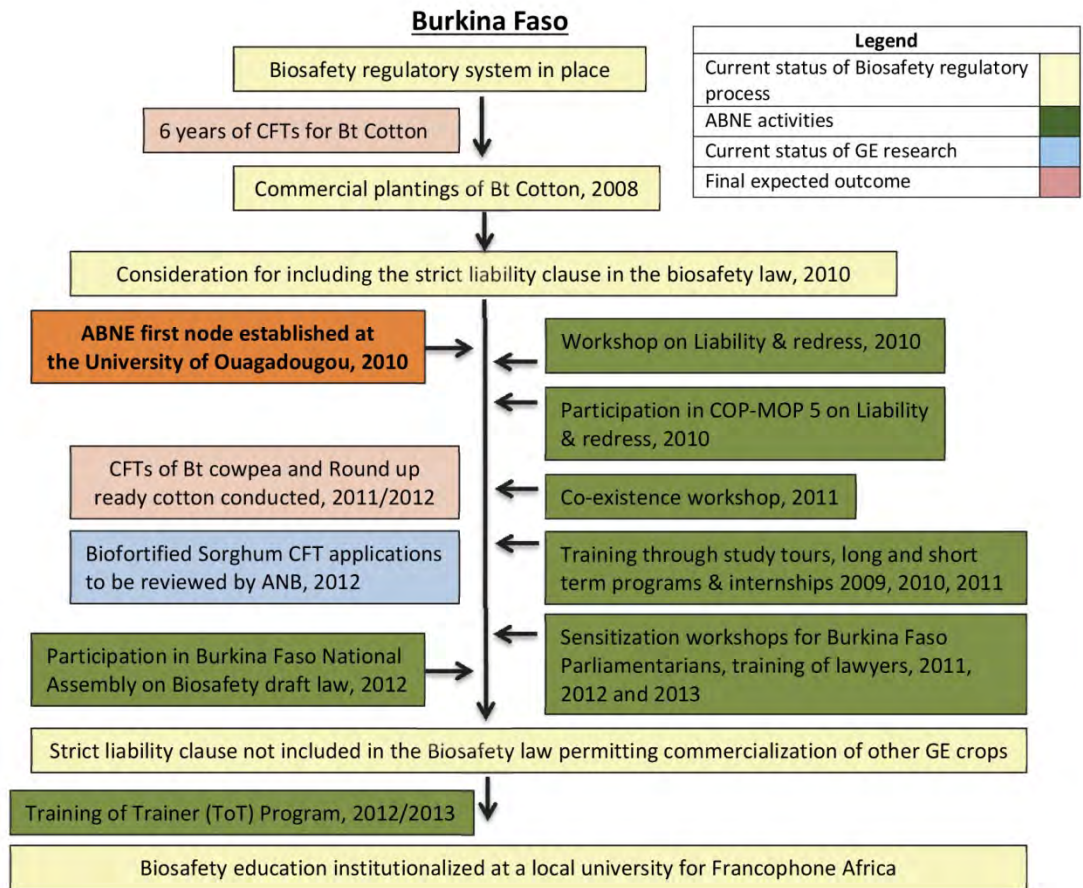 Burkina Faso
Legend
Current status of Biosafety regulatory
process
ABNE activities
Current status of GE research
Final expected outcome
Biosafety regulatory system in place
6 years of CFTs for Bt Cotton
Commercial plantings of Bt Cotton, 2008
Consideration for including the strict liability clause in the biosafety law, 2010
ABNE first node established at
the University of Ouagadougou, 2010
Workshop on Liability & redress, 2010
Participation in COP-MOP 5 on Liability
& redress, 2010
CFTs of Bt cowpea and Round up
ready cotton conducted, 2011/2012
Co-existence workshop, 2011
Biofortified Sorghum CFT applications
to be reviewed by ANB, 2012
Training through study tours, long and short
term programs & internships 2009, 2010, 2011
Participation in Burkina Faso National
Assembly on Biosafety draft law, 2012
Sensitization workshops for Burkina Faso
Parliamentarians, training of lawyers, 2011,
2012 and 2013
Strict liability clause not included in the Biosafety law permitting commercialization of other GE crops
Training of Trainer (ToT) Program, 2012/2013
Biosafety education institutionalized at a local university for Francophone Africa